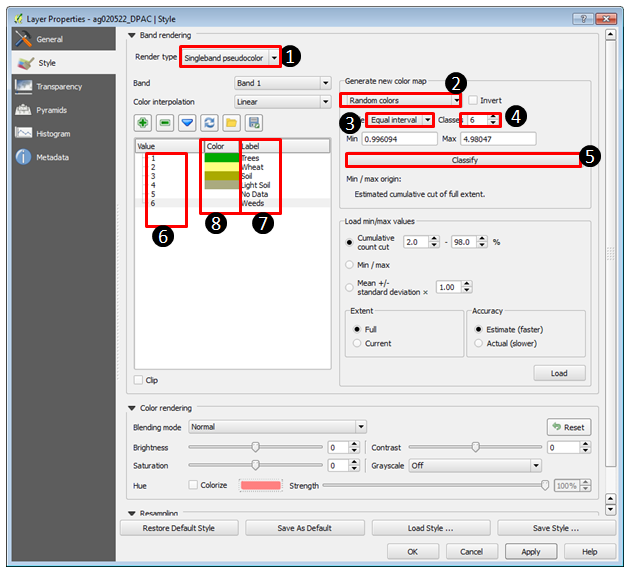 Layer Properties - ag020522_DPAC | Style
General
Style
Transparency
Pyramids
Histogram
Metadata
Band rendering
Render type Singleband pseudocolor 1
Band Band 1
Color interpolation Linear
Value Color Label
1 Trees
2 Wheat
3 Soil
4 Light Soil
5 No Data
6 Weeds
6 8 7
Clip
Generate new color map 2
Random colors Invert
3 Equal interval Classes 6 4
Min 0.996094 Max 4.98047
Classify 5
Min / max origin:
Estimated cumulative cut of full extent.
Load min/max values
Cumulative
count cut 2.0 - 98.0 %
Min / max
Mean +/-
standard deviation × 1.00
Extent Accuracy
Full Estimate (faster)
Current Actual (slower)
Load
Color rendering
Blending mode Normal Reset
Brightness 0 Contrast 0
Saturation 0 Grayscale Off
Hue Colorize Strength 100%
Resampling
Restore Default Style Save As Default Load Style ... Save Style ...
OK Cancel Apply Help